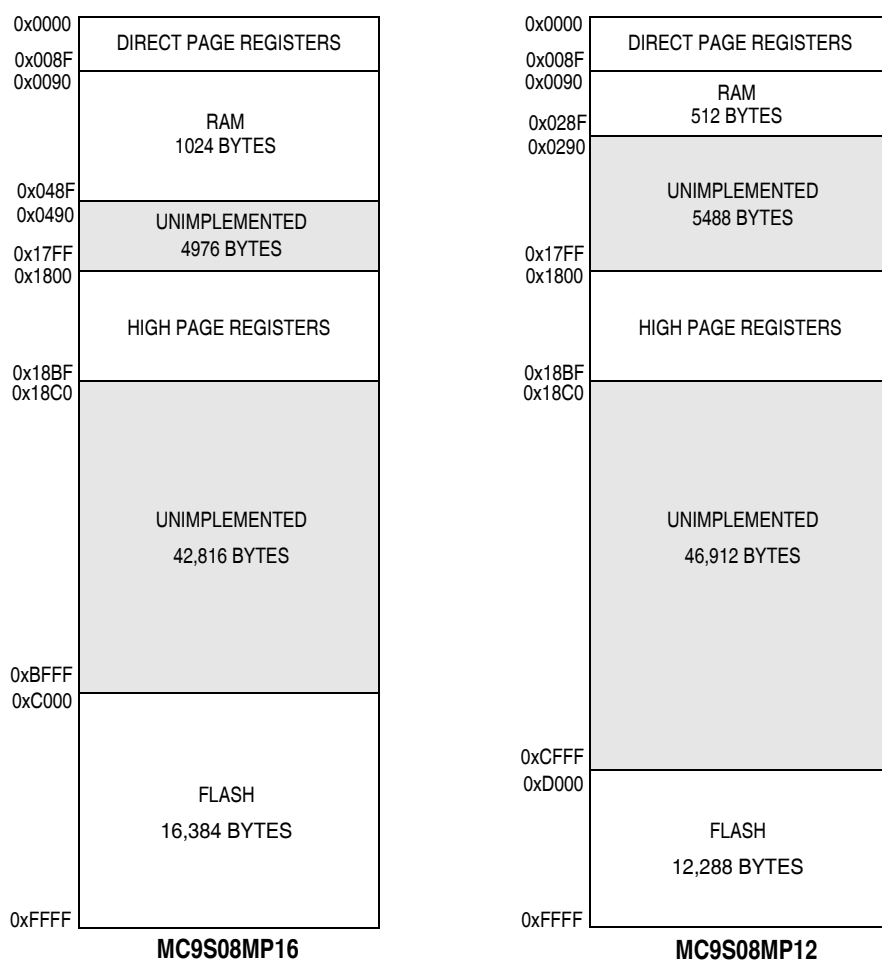 0x0000
DIRECT PAGE REGISTERS
0x008F
0x0090
RAM
1024 BYTES
0x048F
0x0490
UNIMPLEMENTED
4976 BYTES
0x17FF
0x1800
HIGH PAGE REGISTERS
0x18BF
0x18C0
UNIMPLEMENTED
42,816 BYTES
0xBFFF
0xC000
FLASH
16,384 BYTES
0xFFFF
MC9S08MP16
0x0000
DIRECT PAGE REGISTERS
0x008F
0x0090
RAM
512 BYTES
0x028F
0x0290
UNIMPLEMENTED
5488 BYTES
0x17FF
0x1800
HIGH PAGE REGISTERS
0x18BF
0x18C0
UNIMPLEMENTED
46,912 BYTES
0xCFFF
0xD000
FLASH
12,288 BYTES
0xFFFF
MC9S08MP12